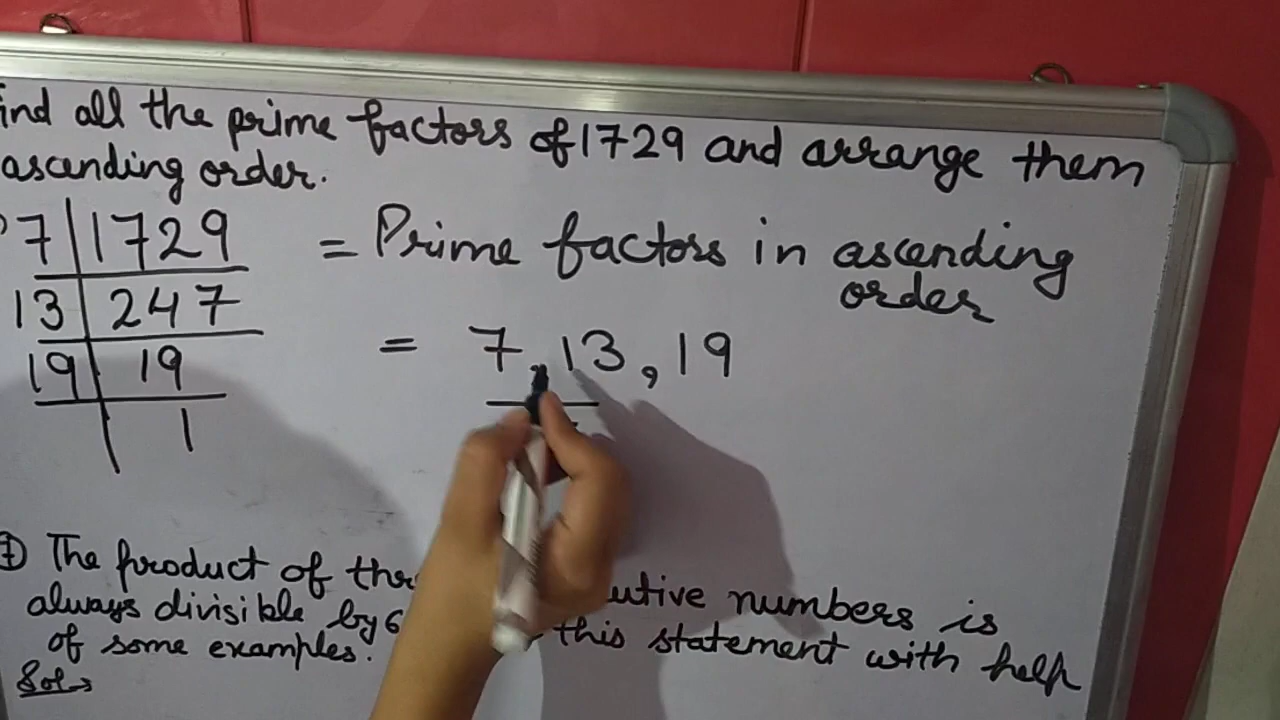 ind all the prime factors of 1729 and arrange them
ascending order.
7 | 1729
13 | 247
19 | 19
1
= Prime factors in ascending
order
= 7, 13, 19
The product of thr utive numbers is
always divisible by 6 this statement with help
of some examples.
Sol→